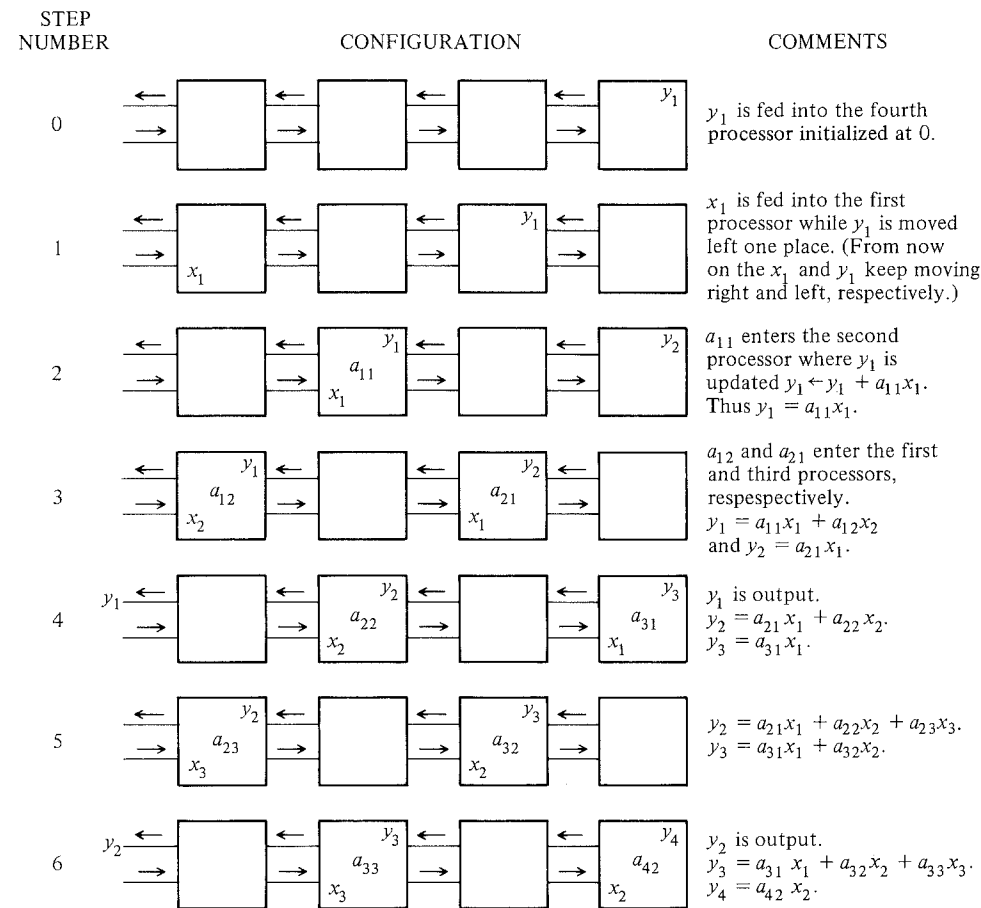 STEP NUMBER CONFIGURATION COMMENTS
0
y₁
y₁ is fed into the fourth
processor initialized at 0.
1
x₁ y₁
x₁ is fed into the first
processor while y₁ is moved
left one place. (From now
on the x₁ and y₁ keep moving
right and left, respectively.)
2
y₁ a₁₁ x₁ y₂
a₁₁ enters the second
processor where y₁ is
updated y₁ ← y₁ + a₁₁x₁.
Thus y₁ = a₁₁x₁.
3
y₁ a₁₂ x₂ y₂ a₂₁ x₁
a₁₂ and a₂₁ enter the first
and third processors,
respespectively.
y₁ = a₁₁x₁ + a₁₂x₂
and y₂ = a₂₁x₁.
4
y₁ y₂ a₂₂ x₂ y₃ a₃₁ x₁
y₁ is output.
y₂ = a₂₁x₁ + a₂₂x₂.
y₃ = a₃₁x₁.
5
y₂ a₂₃ x₃ y₃ a₃₂ x₂
y₂ = a₂₁x₁ + a₂₂x₂ + a₂₃x₃.
y₃ = a₃₁x₁ + a₃₂x₂.
6
y₂ y₃ a₃₃ x₃ y₄ a₄₂ x₂
y₂ is output.
y₃ = a₃₁ x₁ + a₃₂x₂ + a₃₃x₃.
y₄ = a₄₂ x₂.